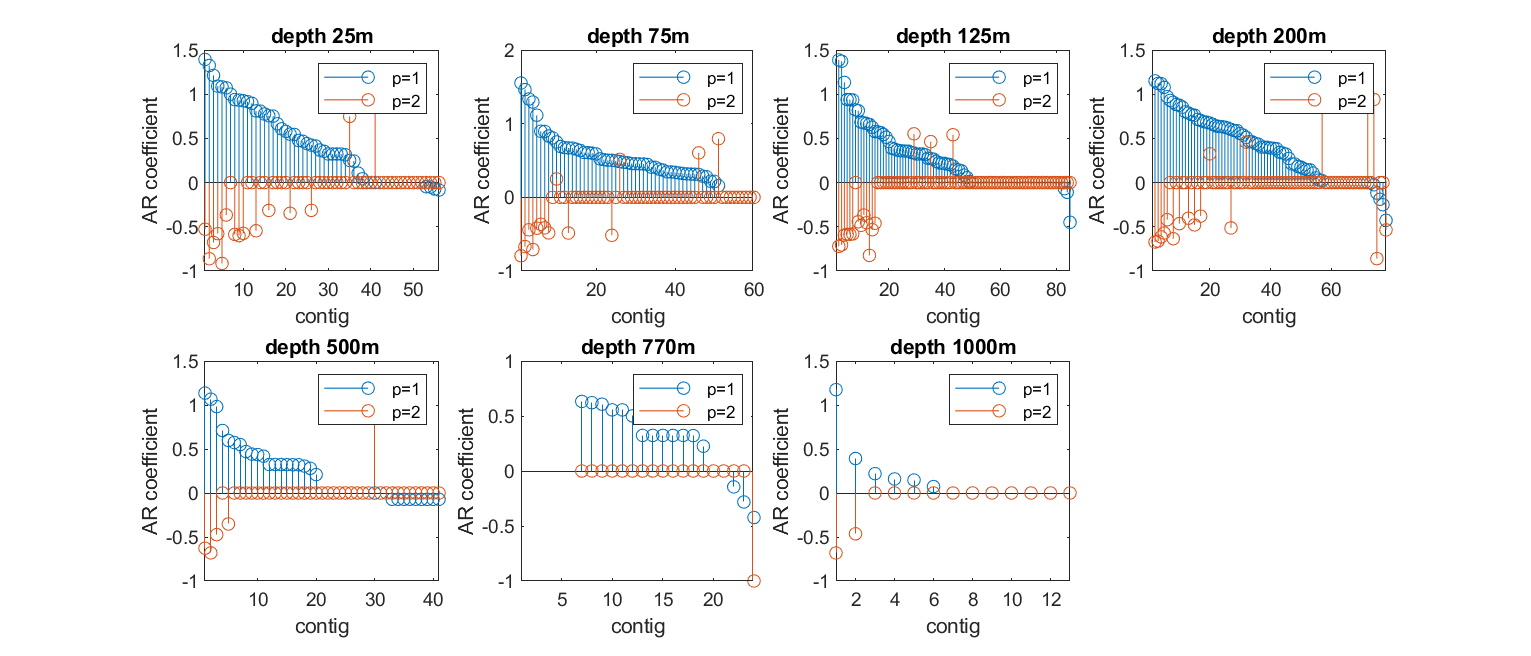 depth 25m
1.5
1
0.5
0
-0.5
-1
AR coefficient
10 20 30 40 50
contig
p=1
p=2
depth 75m
2
1
0
-1
AR coefficient
20 40 60
contig
p=1
p=2
depth 125m
1.5
1
0.5
0
-0.5
-1
AR coefficient
20 40 60 80
contig
p=1
p=2
depth 200m
1.5
1
0.5
0
-0.5
-1
AR coefficient
20 40 60
contig
p=1
p=2
depth 500m
1.5
1
0.5
0
-0.5
-1
AR coefficient
10 20 30 40
contig
p=1
p=2
depth 770m
1
0.5
0
-0.5
-1
AR coefficient
5 10 15 20
contig
p=1
p=2
depth 1000m
1.5
1
0.5
0
-0.5
-1
AR coefficient
2 4 6 8 10 12
contig
p=1
p=2